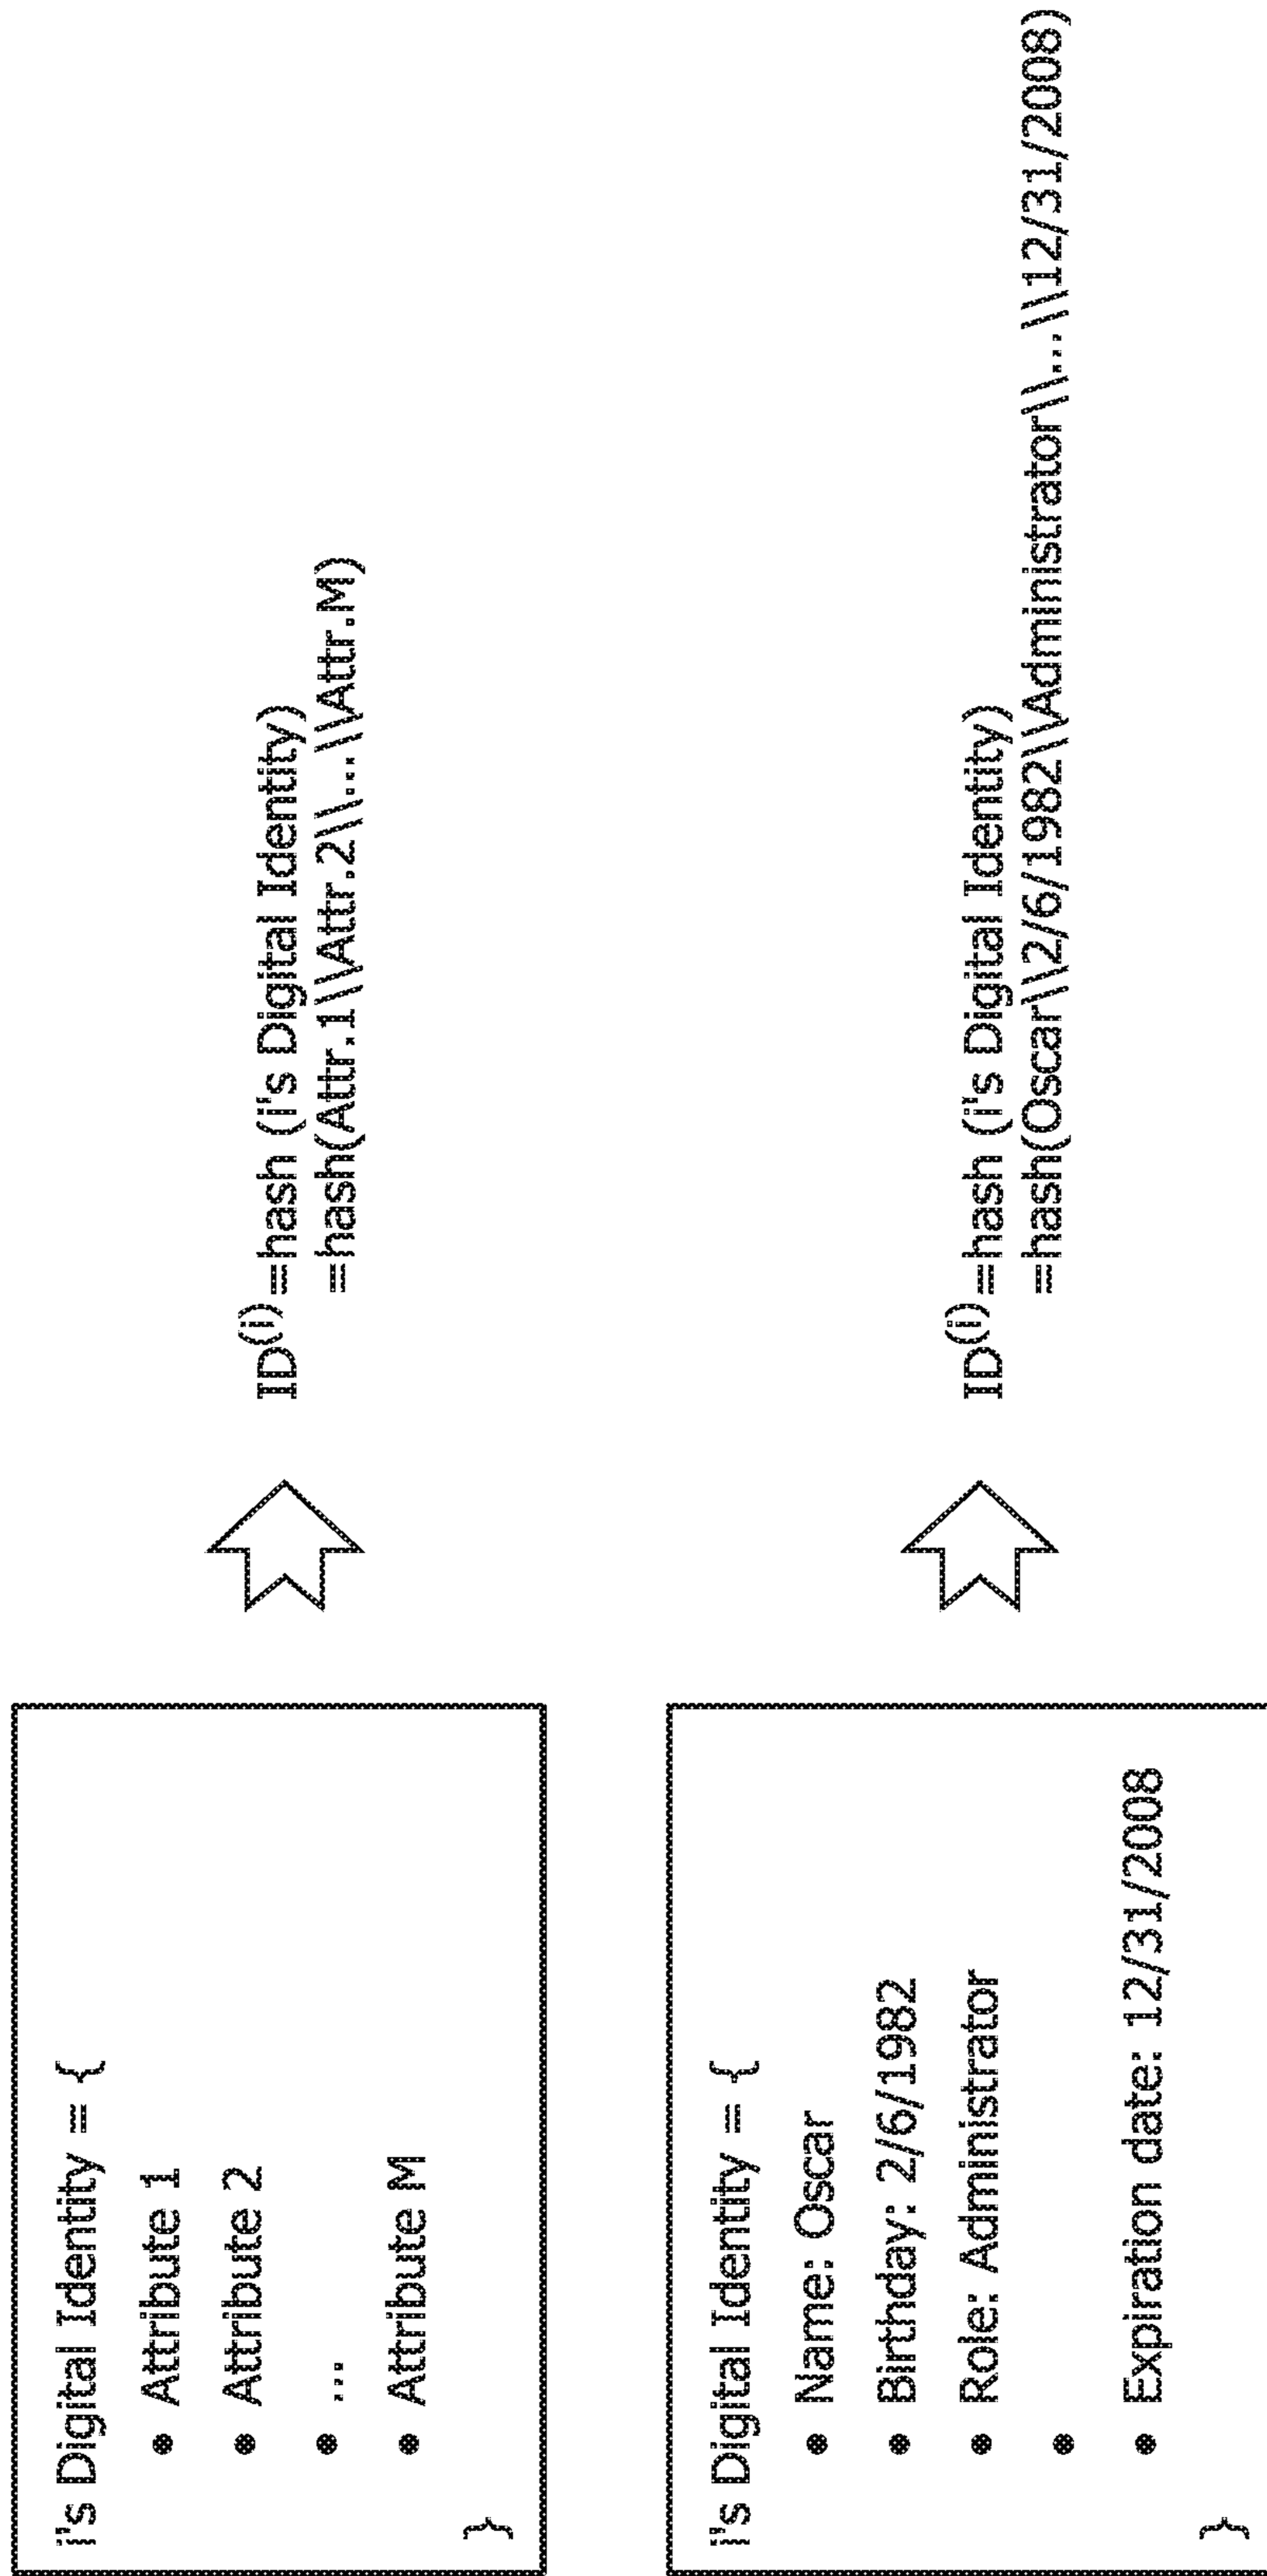 i's Digital Identity = {
• Attribute 1
• Attribute 2
• ...
• Attribute M
}
ID(i)=hash (i's Digital Identity)
=hash(Attr.1\\Attr.2\\...\\Attr.M)
i's Digital Identity = {
• Name: Oscar
• Birthday: 2/6/1982
• Role: Administrator
•
• Expiration date: 12/31/2008
}
ID(i)=hash (i's Digital Identity)
=hash(Oscar\\2/6/1982\\Administrator\\...\\12/31/2008)